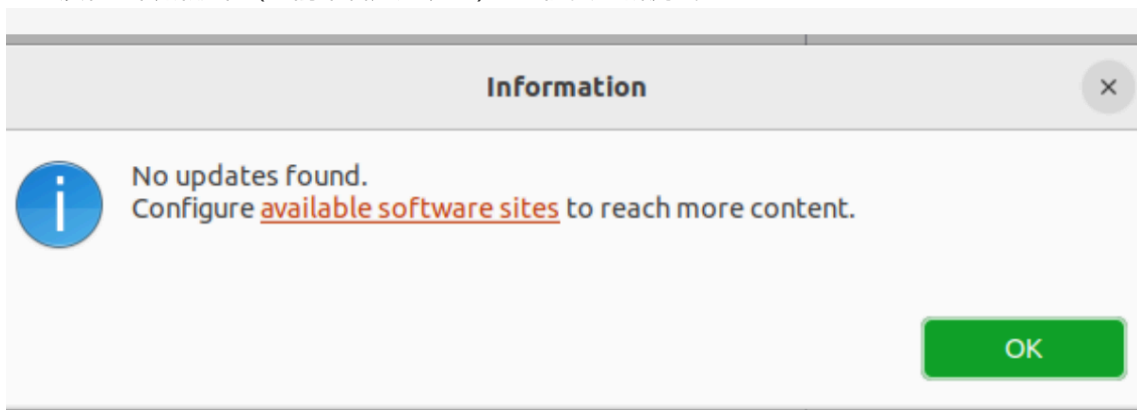 Information
No updates found.
Configure available software sites to reach more content.
OK